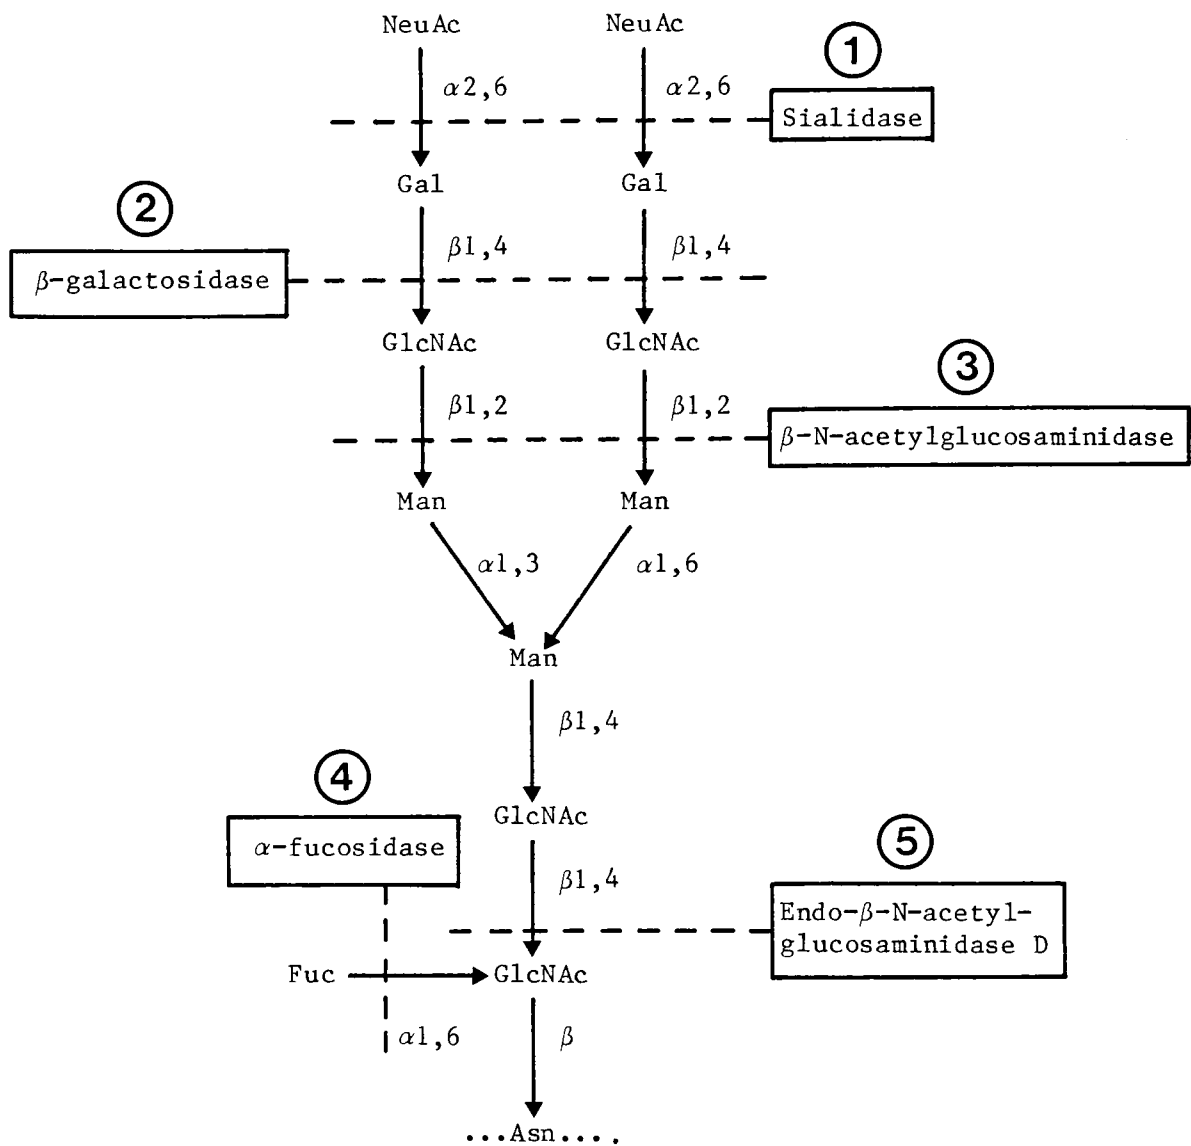 NeuAc NeuAc
①
α2,6 α2,6
Sialidase
Gal Gal
②
β1,4 β1,4
β-galactosidase
GlcNAc GlcNAc
③
β1,2 β1,2
β-N-acetylglucosaminidase
Man Man
α1,3 α1,6
Man
β1,4
④
GlcNAc
α-fucosidase
⑤
β1,4
Endo-β-N-acetyl-
glucosaminidase D
Fuc GlcNAc
α1,6 β
...Asn....